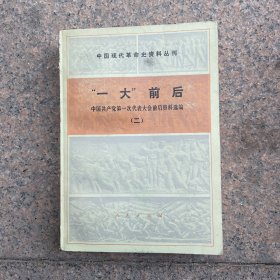 中国现代革命史资料丛刊
“一大”前后
中国共产党第一次代表大会前后资料选编
(二)
人民出版社